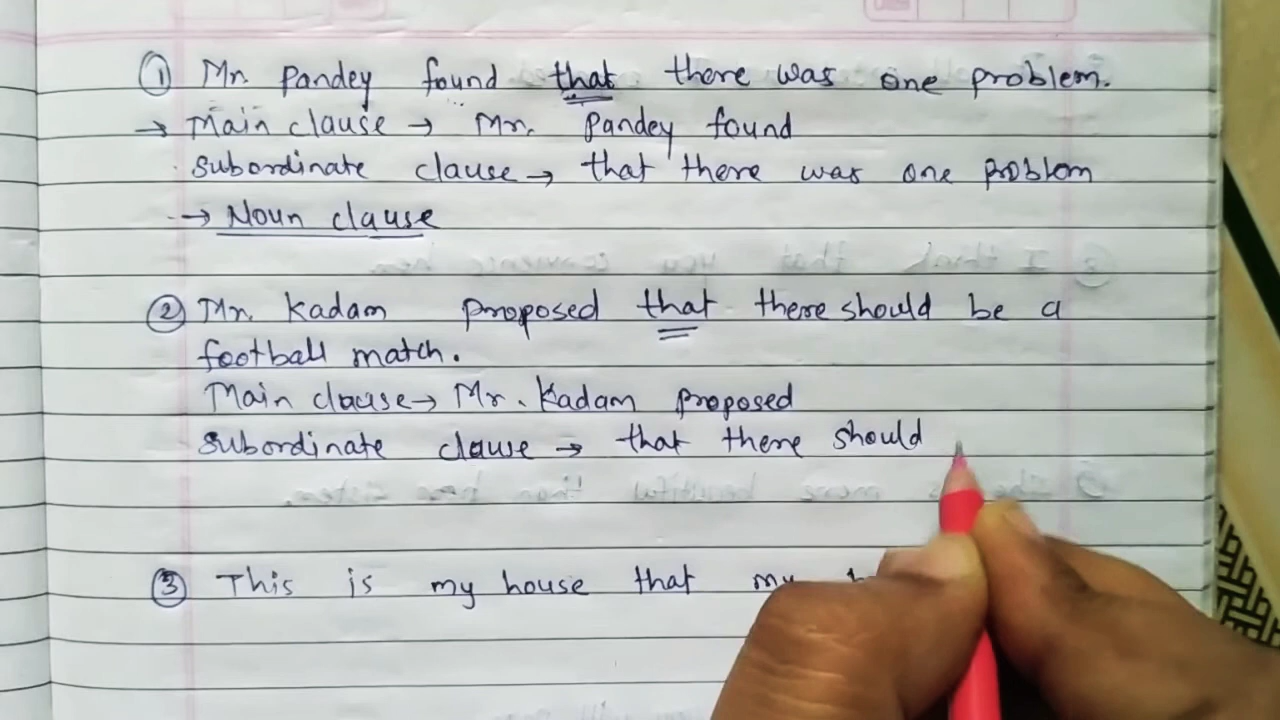 ① Mr. Pandey found that there was one problem.
→ Main clause → Mr. Pandey found
subordinate clause → that there was one problem
→ Noun clause
② Mr. Kadam proposed that there should be a
football match.
Main clause → Mr. Kadam proposed
subordinate clause → that there should
③ This is my house that my